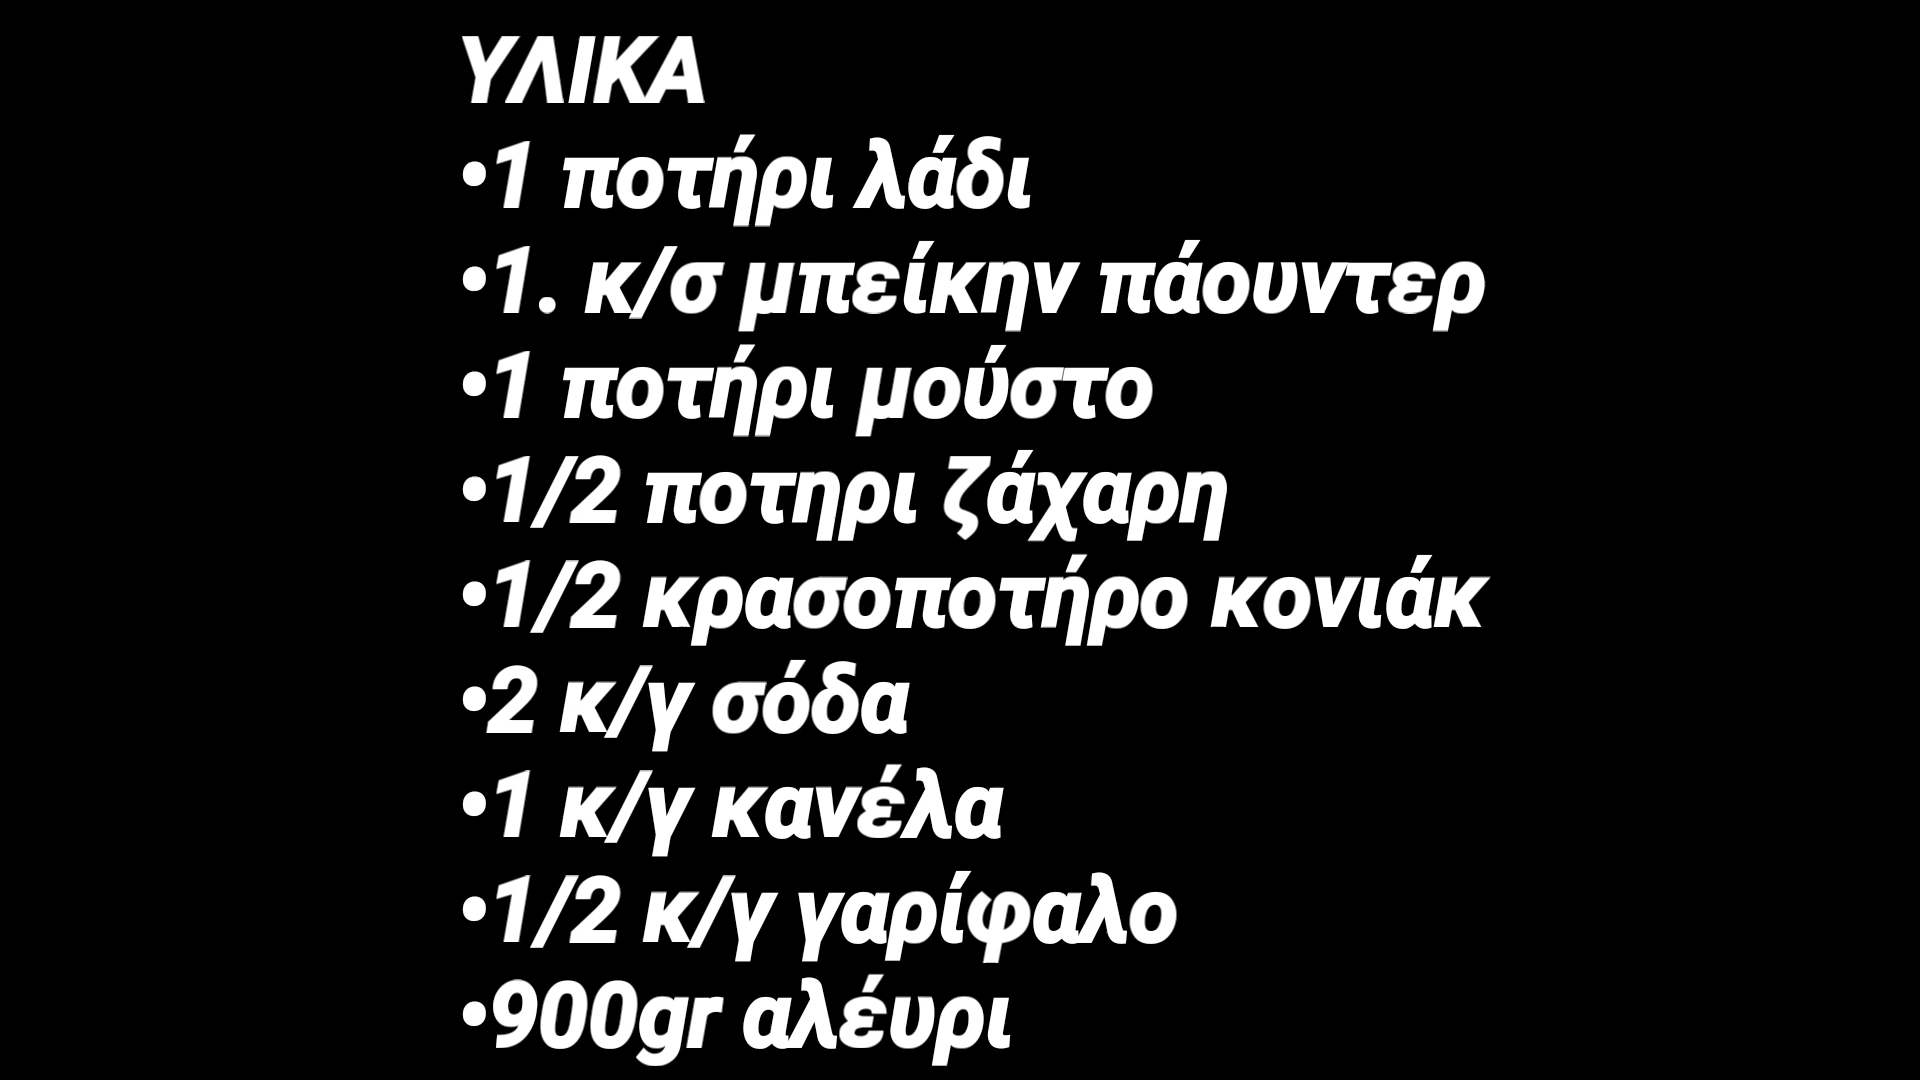 ΥΛΙΚΑ
•1 ποτήρι λάδι
•1. κ/σ μπείκην πάουντερ
•1 ποτήρι μούστο
•1/2 ποτηρι ζάχαρη
•1/2 κρασοποτήρο κονιάκ
•2 κ/γ σόδα
•1 κ/γ κανέλα
•1/2 κ/γ γαρίφαλο
•900gr αλέυρι